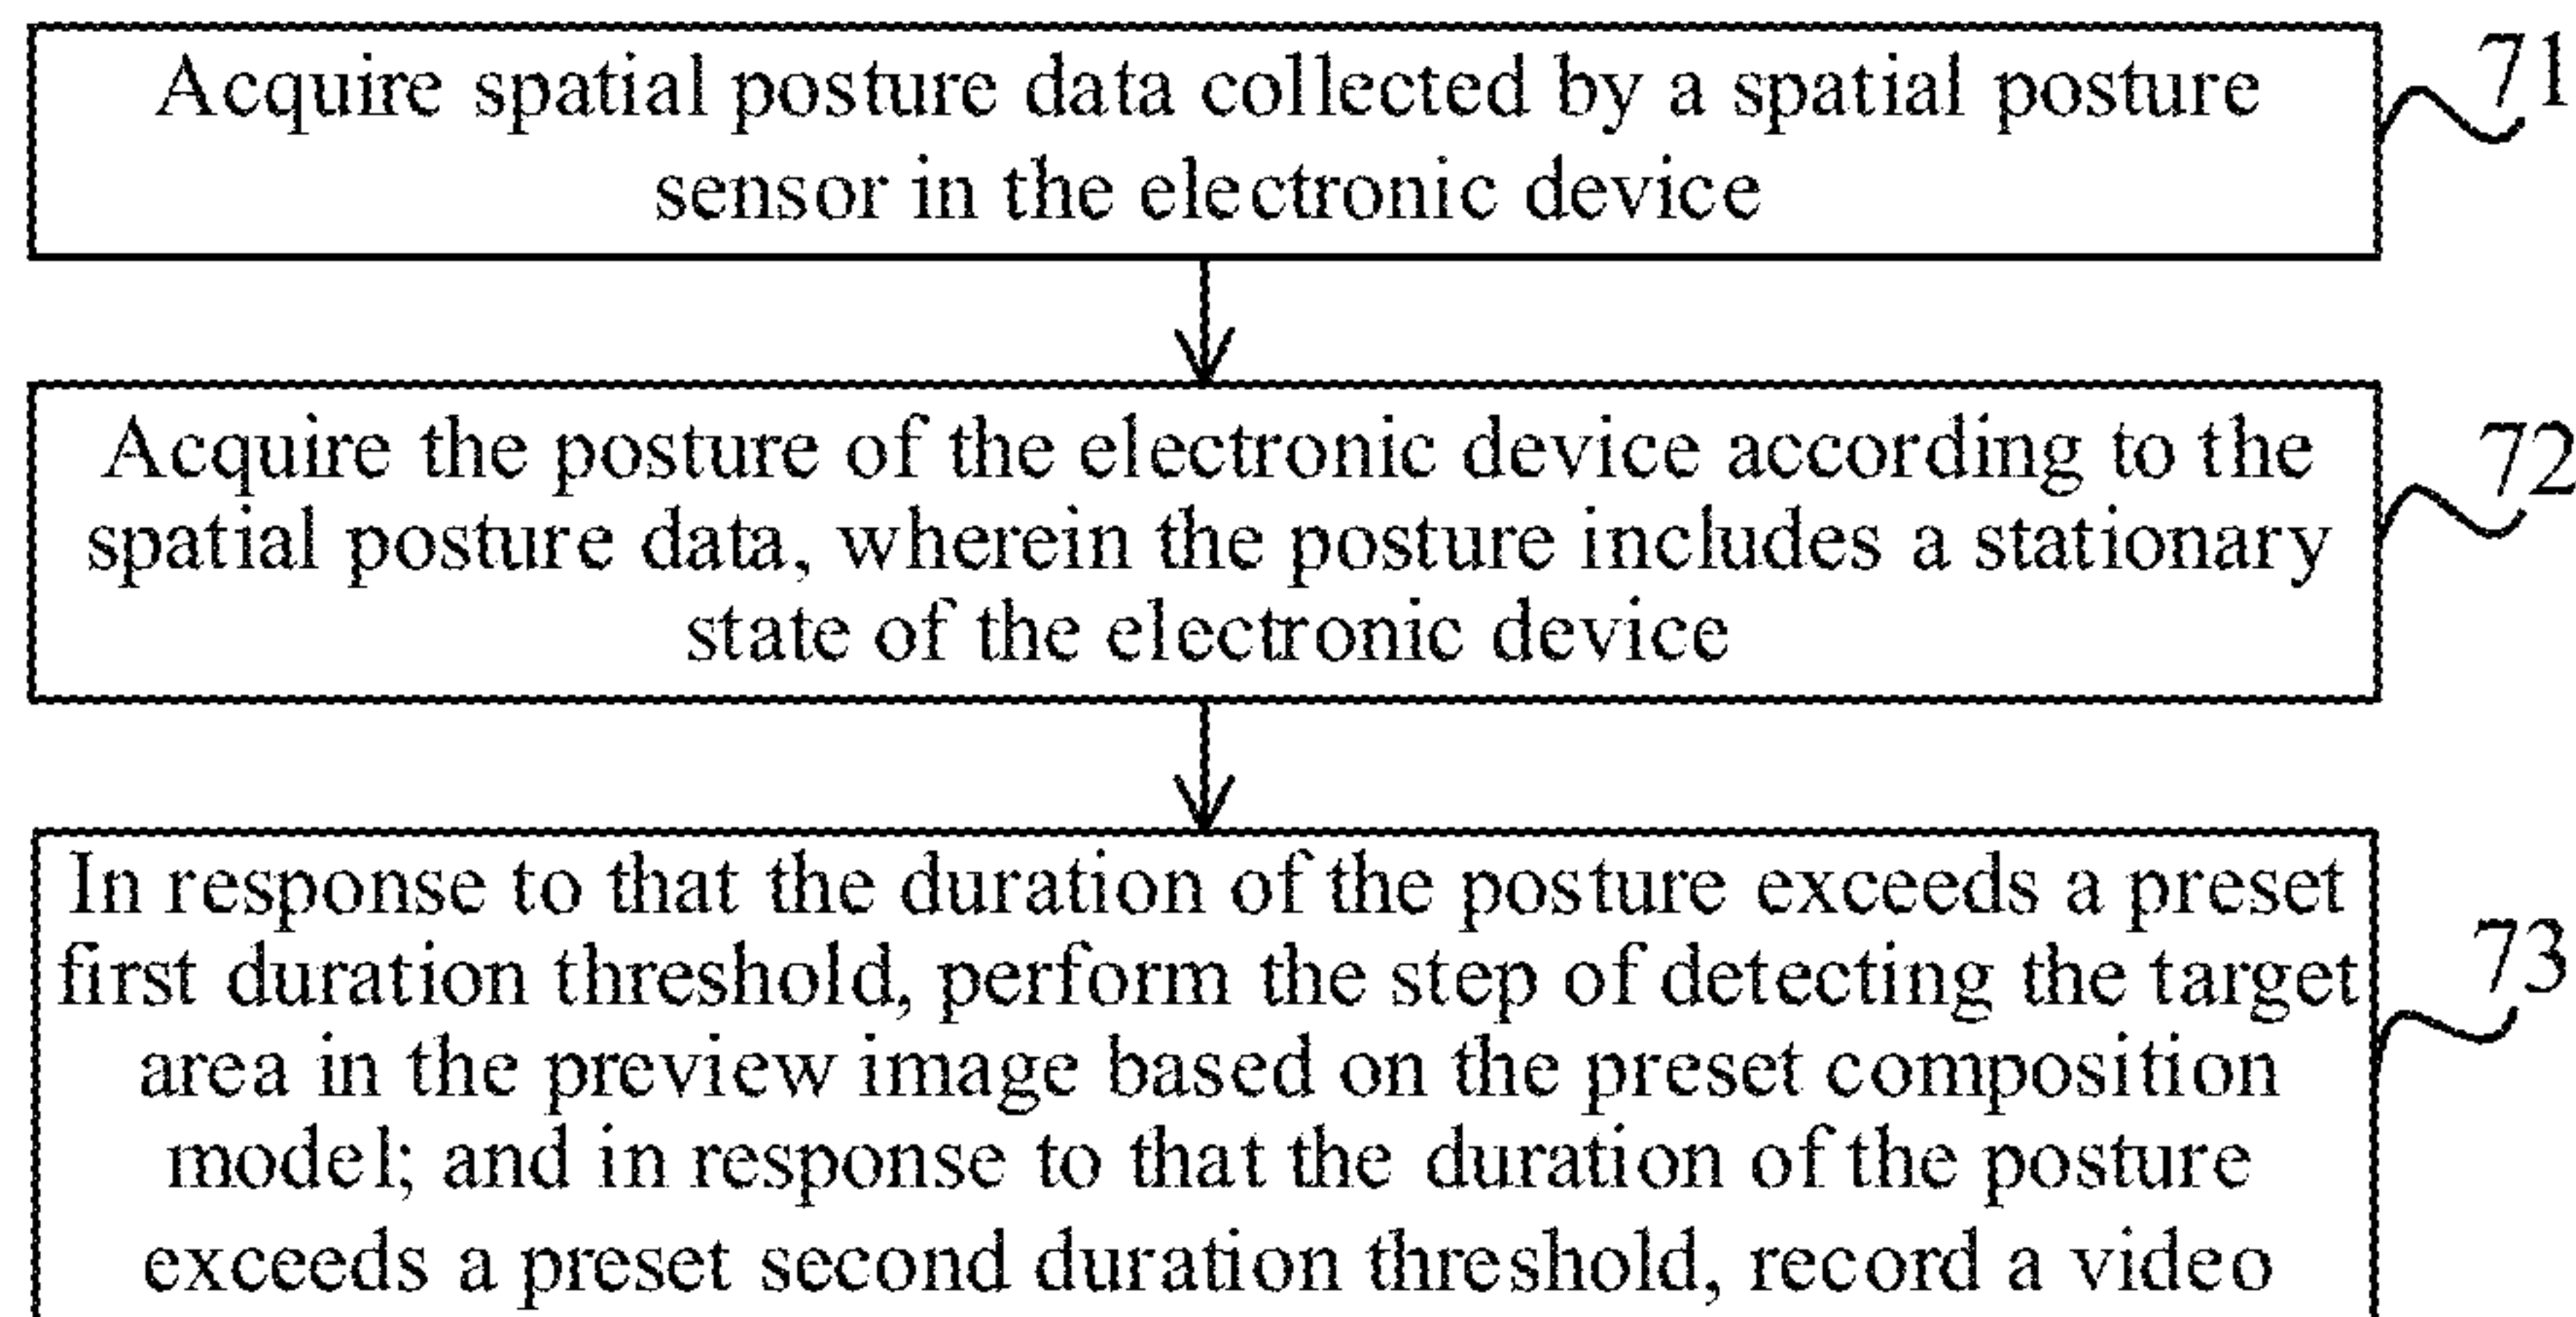 Acquire spatial posture data collected by a spatial posture
sensor in the electronic device
71
Acquire the posture of the electronic device according to the
spatial posture data, wherein the posture includes a stationary
state of the electronic device
72
In response to that the duration of the posture exceeds a preset
first duration threshold, perform the step of detecting the target
area in the preview image based on the preset composition
model; and in response to that the duration of the posture
exceeds a preset second duration threshold, record a video
73